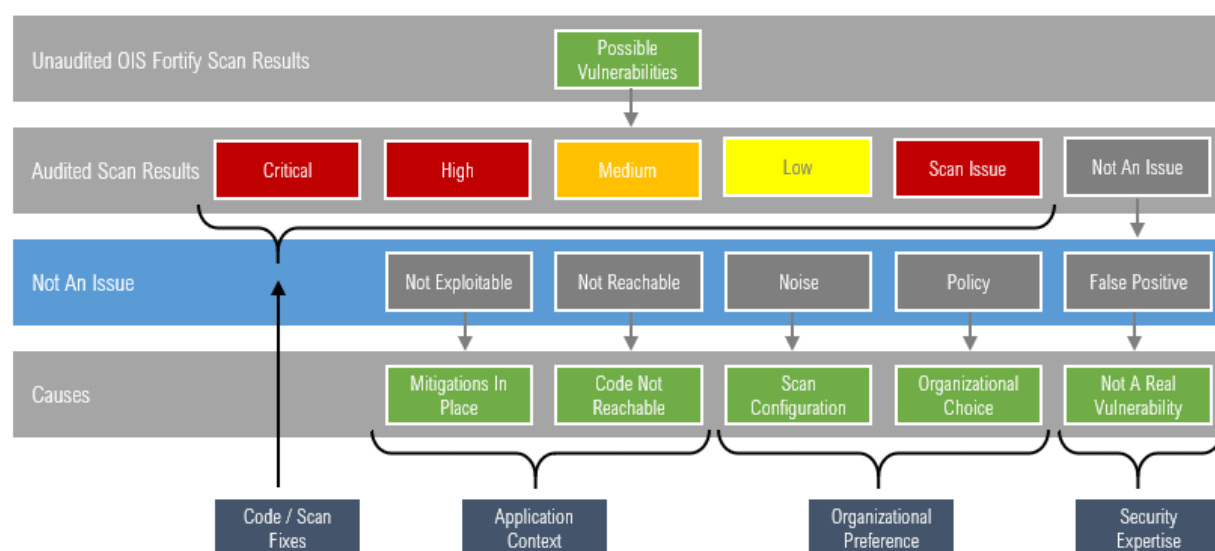 Unaudited OIS Fortify Scan Results
Possible
Vulnerabilities
Audited Scan Results
Critical
High
Medium
Low
Scan Issue
Not An Issue
Not An Issue
Not Exploitable
Not Reachable
Noise
Policy
False Positive
Causes
Mitigations In
Place
Code Not
Reachable
Scan
Configuration
Organizational
Choice
Not A Real
Vulnerability
Code / Scan
Fixes
Application
Context
Organizational
Preference
Security
Expertise